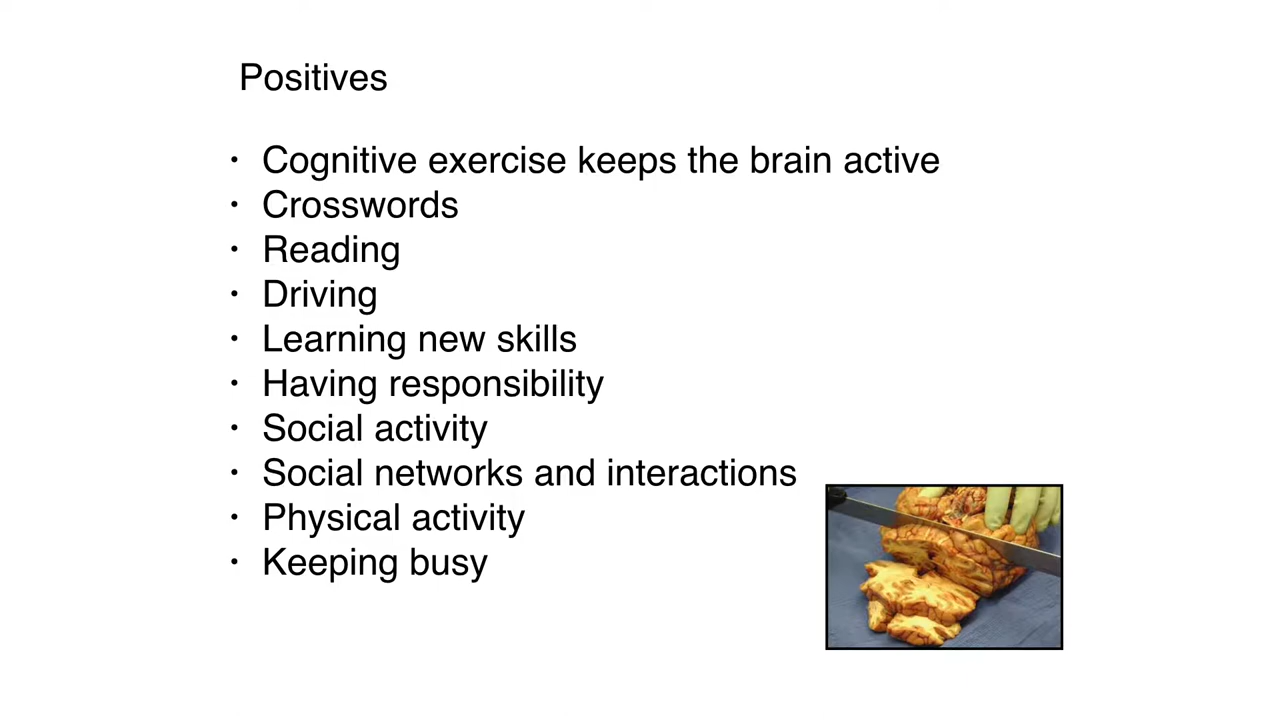 Positives
• Cognitive exercise keeps the brain active
• Crosswords
• Reading
• Driving
• Learning new skills
• Having responsibility
• Social activity
• Social networks and interactions
• Physical activity
• Keeping busy